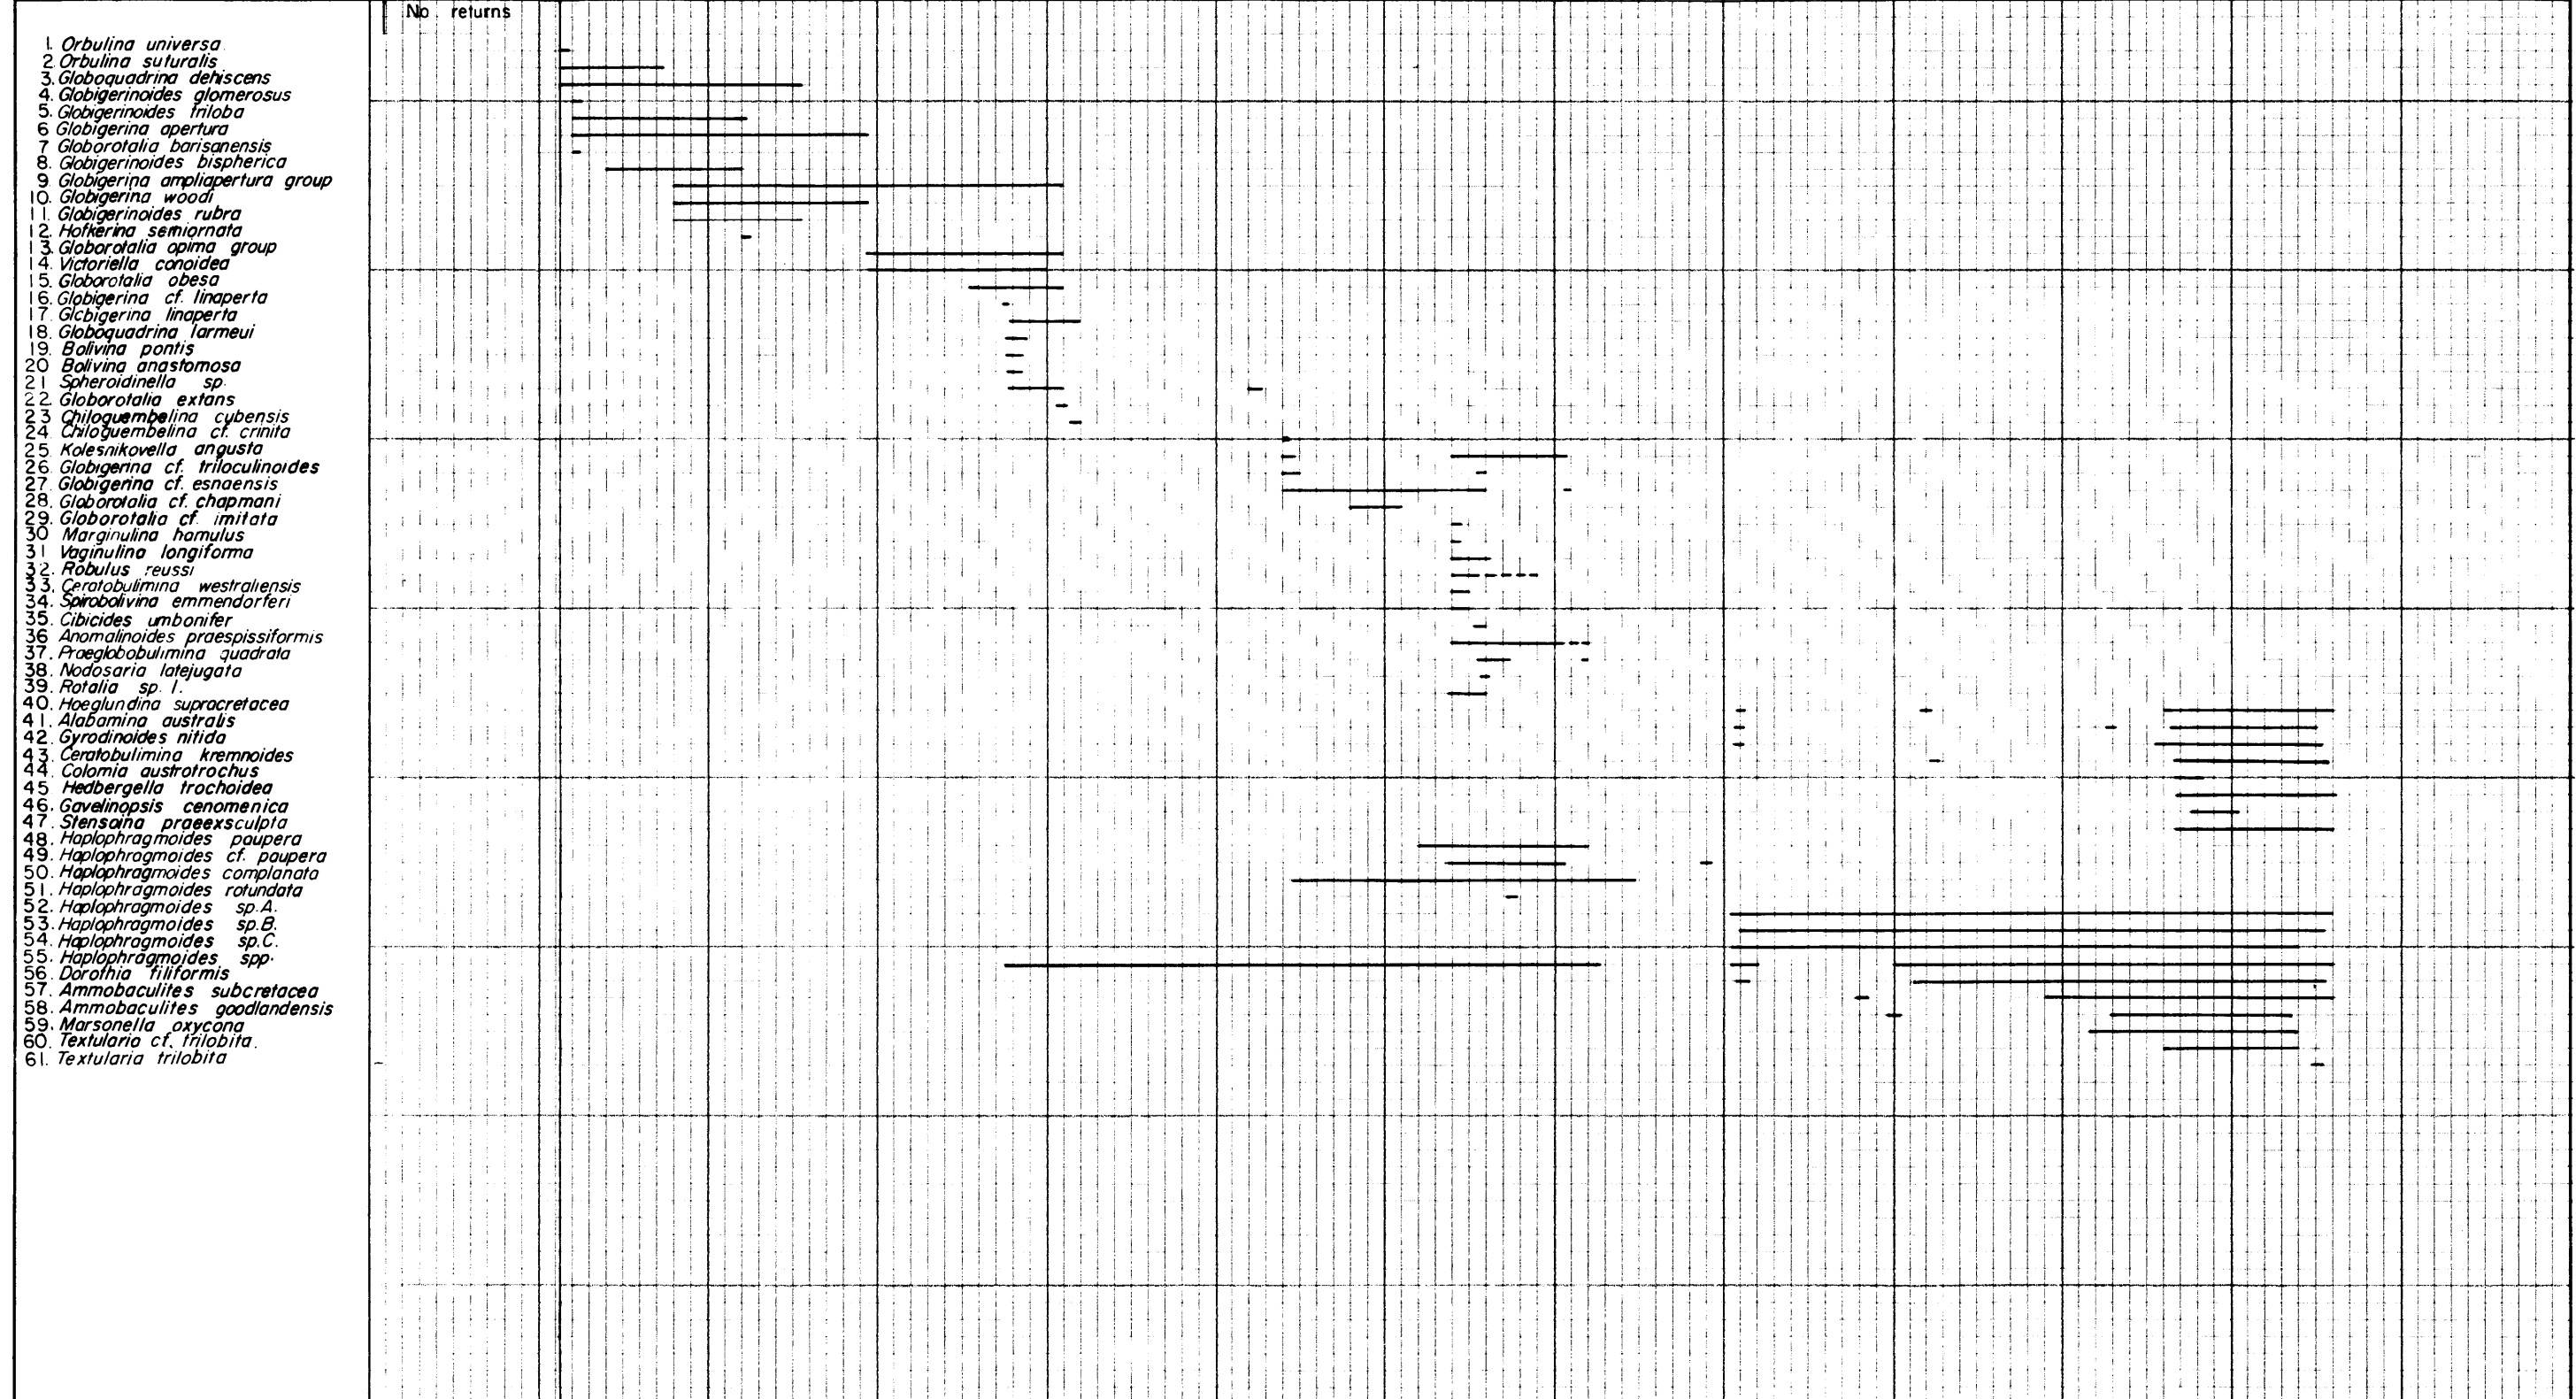 No returns
1. Orbulina universa
2. Orbulina suturalis
3. Globoquadrina dehiscens
4. Globigerinoides glomerosus
5. Globigerinoides triloba
6 Globigerina apertura
7 Globorotalia barisanensis
8. Globigerinoides bispherica
9 Globigerina ampliapertura group
10. Globigerina woodi
11. Globigerinoides rubra
12. Hofkerina semiornata
13. Globorotalia opima group
14. Victoriella conoidea
15. Globorotalia obesa
16. Globigerina cf. linaperta
17. Glcbigerina linaperta
18. Globoquadrina larmeui
19. Bolivina pontis
20 Bolivina anastomosa
21 Spheroidinella sp.
22. Globorotalia extans
23 Chiloguembelina cybensis
24 Chiloguembelina cf. crinita
25. Kolesnikovella angusta
26. Globigerina cf. triloculinoides
27. Globigerina cf. esnaensis
28. Globorotalia cf. chapmani
29. Globorotalia cf. imitata
30 Marginulina hamulus
31 Vaginulina longiforma
32. Robulus reussi
33. Ceratobulimina westraliensis
34. Spirobolivina emmendorferi
35. Cibicides umbonifer
36 Anomalinoides praespissiformis
37. Praeglobobulimina quadrata
38. Nodosaria latejugata
39. Rotalia sp. 1.
40. Hoeglundina supracretacea
41. Alabamina australis
42. Gyrodinoides nitida
43. Ceratobulimina kremnoides
44. Colomia austrotrochus
45 Hedbergella trochoidea
46. Gavelinopsis cenomenica
47. Stensoina praeexsculpta
48. Haplophragmoides paupera
49. Haplophragmoides cf. paupera
50. Haplophragmoides complanata
51. Haplophragmoides rotundata
52. Haplophragmoides sp.A.
53. Haplophragmoides sp.B.
54. Haplophragmoides sp.C.
55. Haplophragmoides spp.
56. Dorothia filiformis
57. Ammobaculites subcretacea
58. Ammobaculites goodlandensis
59. Marsonella oxycona
60. Textularia cf. trilobita.
61. Textularia trilobita